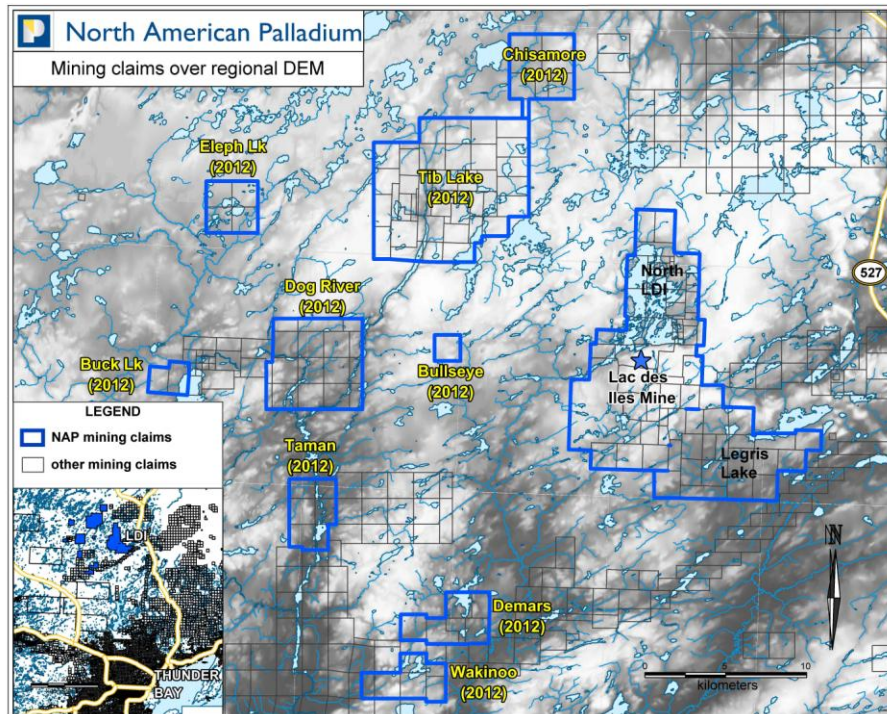 North American Palladium
Mining claims over regional DEM
Chisamore
(2012)
Eleph Lk
(2012)
Tib Lake
(2012)
527
North
LDI
Dog River
(2012)
Buck Lk
(2012)
Bullseye
(2012)
Lac des
Iles Mine
LEGEND
NAP mining claims
other mining claims
Taman
(2012)
Legris
Lake
LDI
N
Demars
(2012)
Wakinoo
(2012)
THUNDER
BAY
0 5 10
kilometers